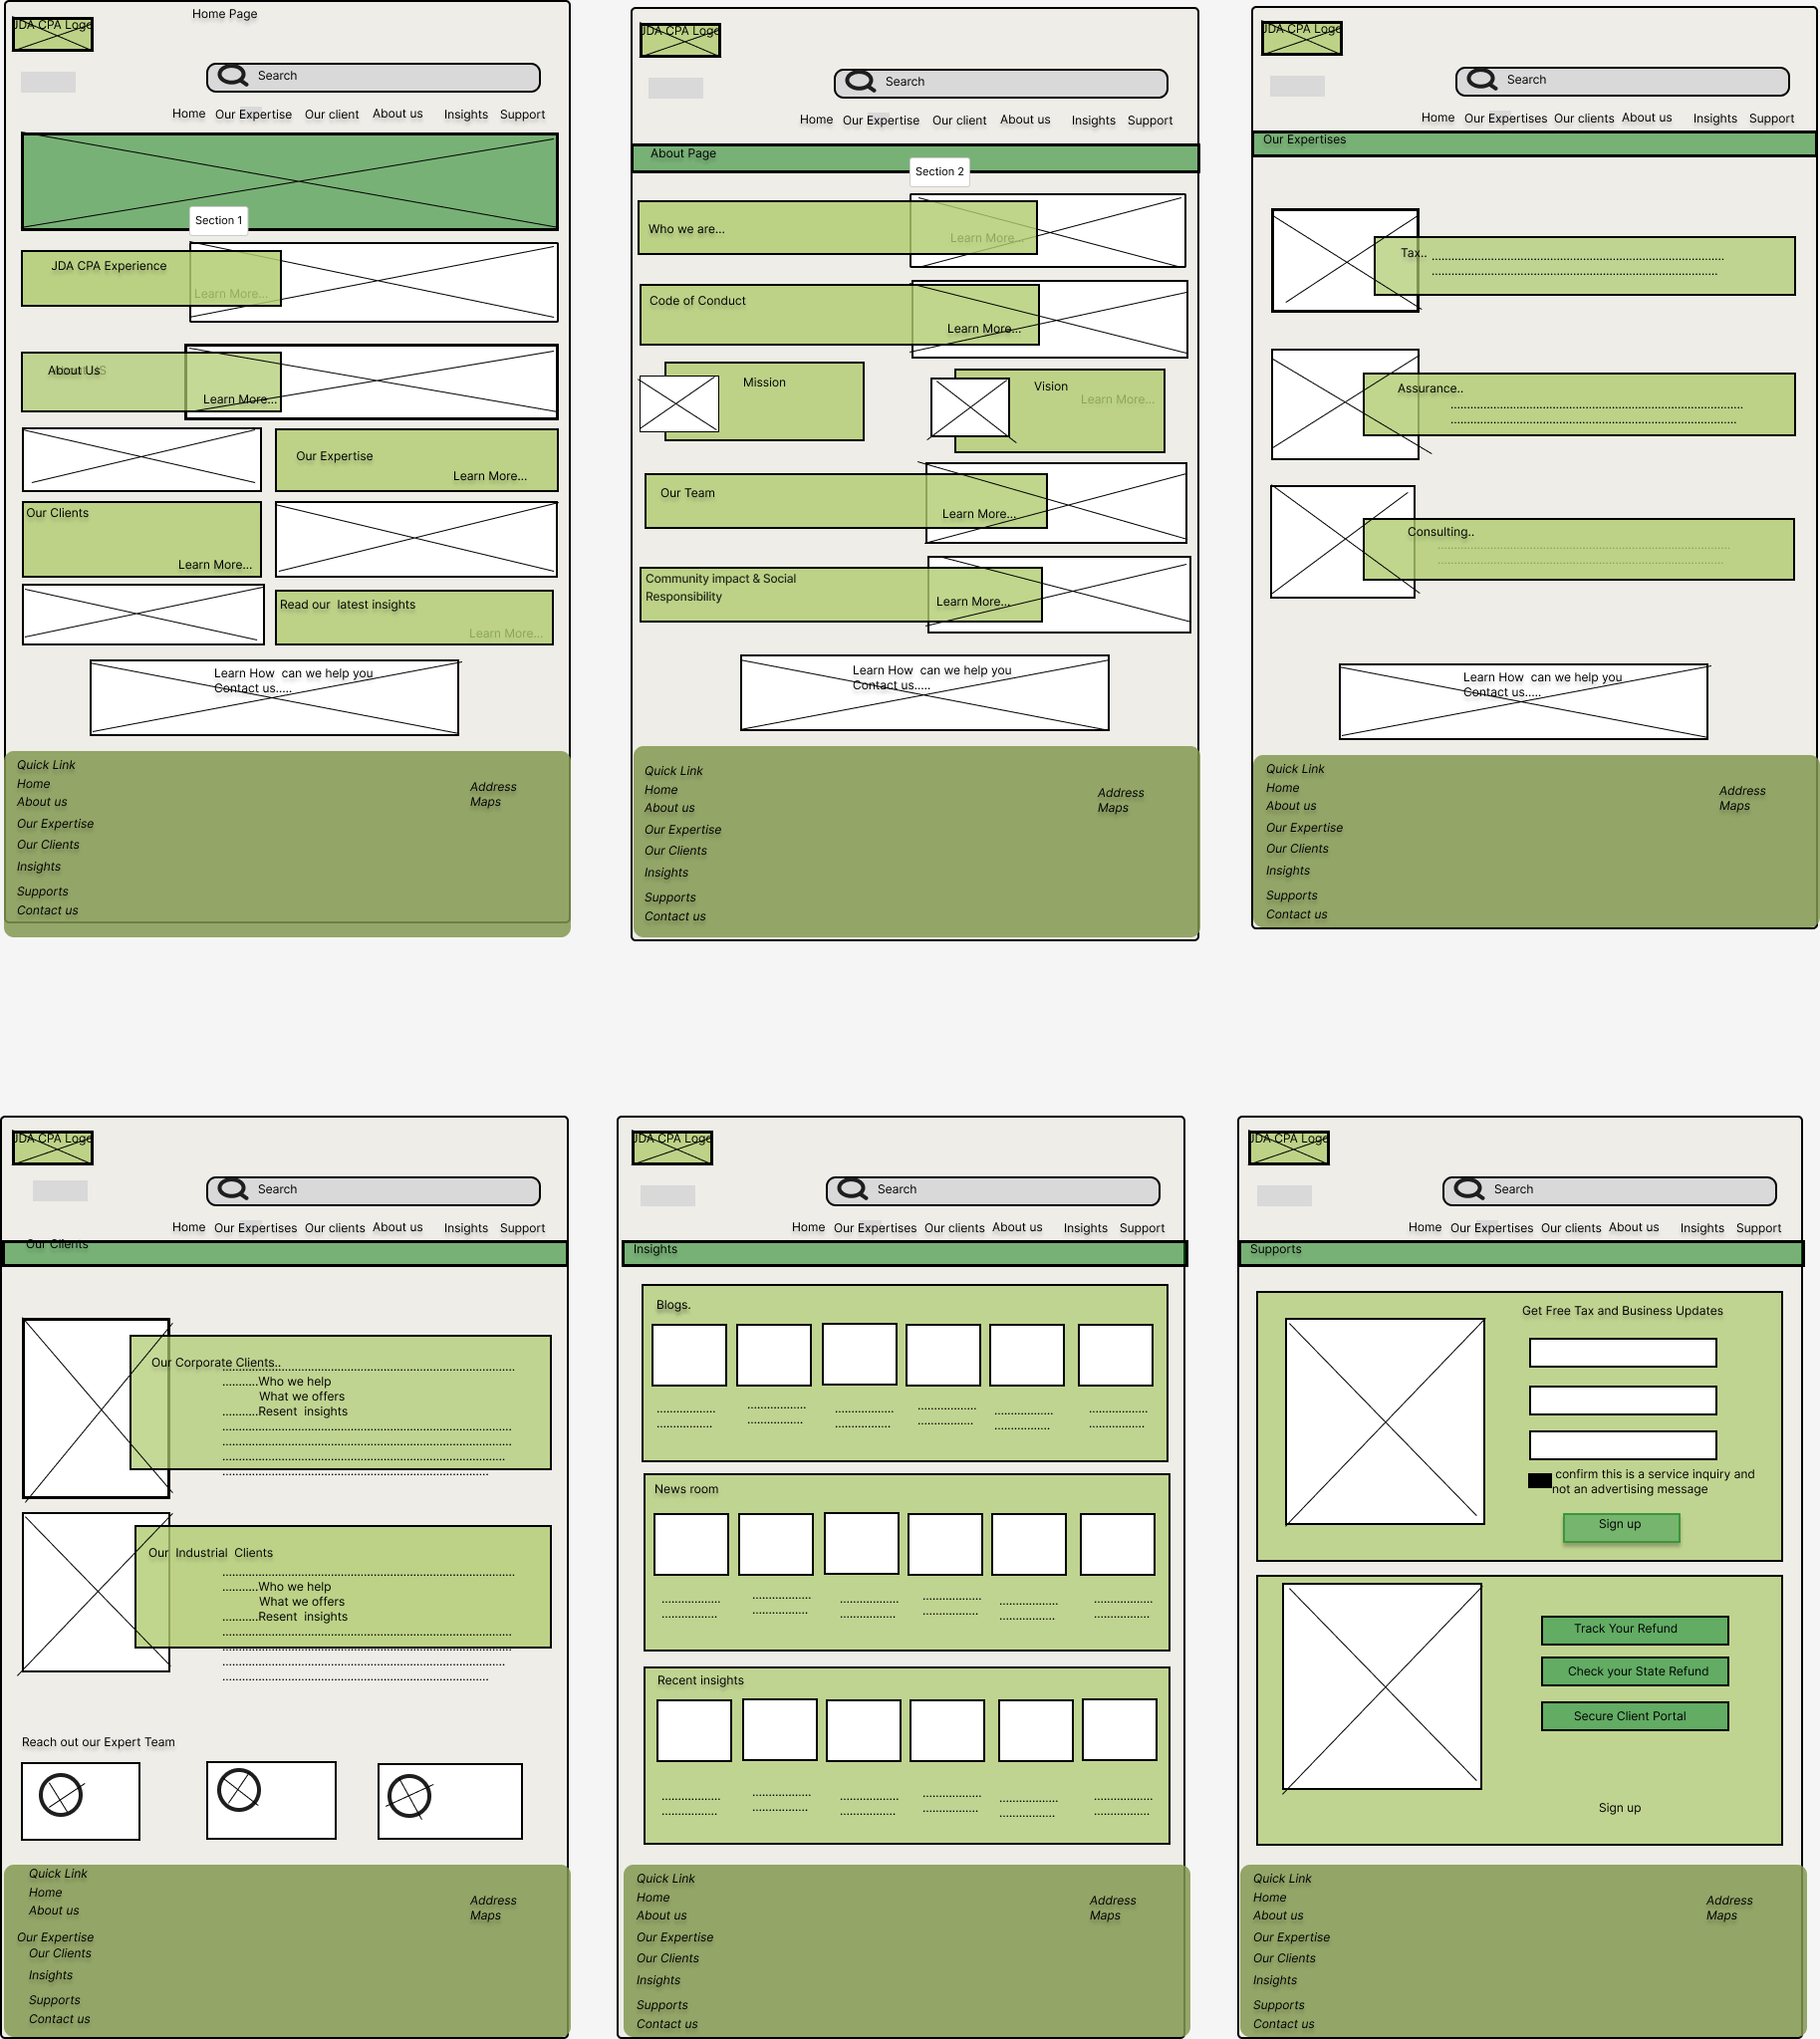 Home Page
JDA CPA Logo
Search
Home Our Expertise Our client About us Insights Support
Section 1
JDA CPA Experience
Learn More...
About Us
Learn More...
Our Expertise
Learn More...
Our Clients
Learn More...
Read our latest insights
Learn More...
Learn How can we help you
Contact us.....
Quick Link
Home
About us
Our Expertise
Our Clients
Insights
Supports
Contact us
Address
Maps
JDA CPA Logo
Search
Home Our Expertise Our client About us Insights Support
About Page
Section 2
Who we are...
Learn More...
Code of Conduct
Learn More...
Mission
Vision
Learn More...
Our Team
Learn More...
Community impact & Social
Responsibility
Learn More...
Learn How can we help you
Contact us.....
Quick Link
Home
About us
Our Expertise
Our Clients
Insights
Supports
Contact us
Address
Maps
JDA CPA Logo
Search
Home Our Expertises Our clients About us Insights Support
Our Expertises
Tax..
Assurance..
Consulting..
Learn How can we help you
Contact us.....
Quick Link
Home
About us
Our Expertise
Our Clients
Insights
Supports
Contact us
Address
Maps
JDA CPA Logo
Search
Home Our Expertises Our clients About us Insights Support
Our Clients
Our Corporate Clients..
...........Who we help
What we offers
...........Resent insights
Our Industrial Clients
...........Who we help
What we offers
...........Resent insights
Reach out our Expert Team
Quick Link
Home
About us
Our Expertise
Our Clients
Insights
Supports
Contact us
Address
Maps
JDA CPA Logo
Search
Home Our Expertises Our clients About us Insights Support
Insights
Blogs.
News room
Recent insights
Quick Link
Home
About us
Our Expertise
Our Clients
Insights
Supports
Contact us
Address
Maps
JDA CPA Logo
Search
Home Our Expertises Our clients About us Insights Support
Supports
Get Free Tax and Business Updates
confirm this is a service inquiry and
not an advertising message
Sign up
Track Your Refund
Check your State Refund
Secure Client Portal
Sign up
Quick Link
Home
About us
Our Expertise
Our Clients
Insights
Supports
Contact us
Address
Maps